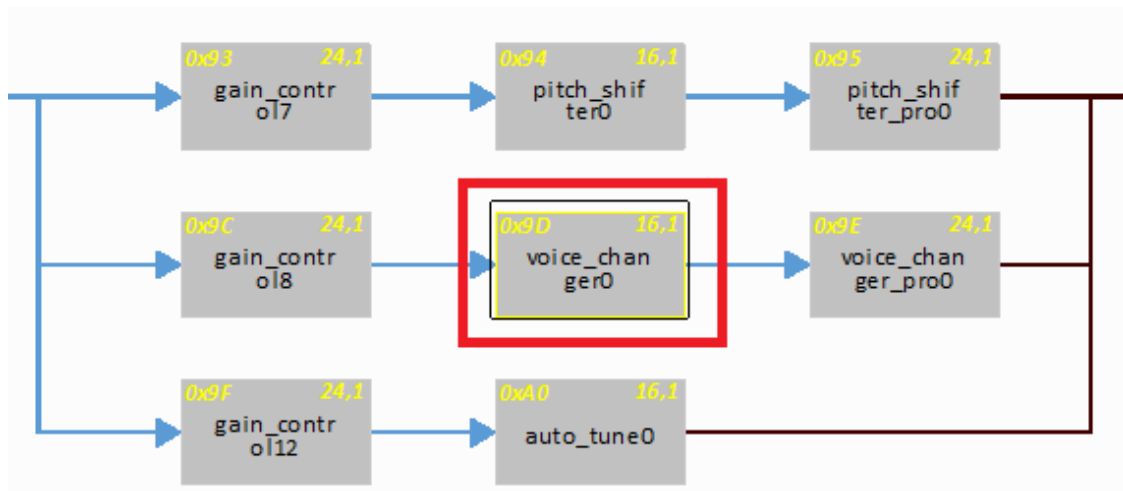 0x93 24,1
gain_contr
ol7
0x94 16,1
pitch_shif
ter0
0x95 24,1
pitch_shif
ter_pro0
0x9C 24,1
gain_contr
ol8
0x9D 16,1
voice_chan
ger0
0x9E 24,1
voice_chan
ger_pro0
0x9F 24,1
gain_contr
ol12
0xA0 16,1
auto_tune0